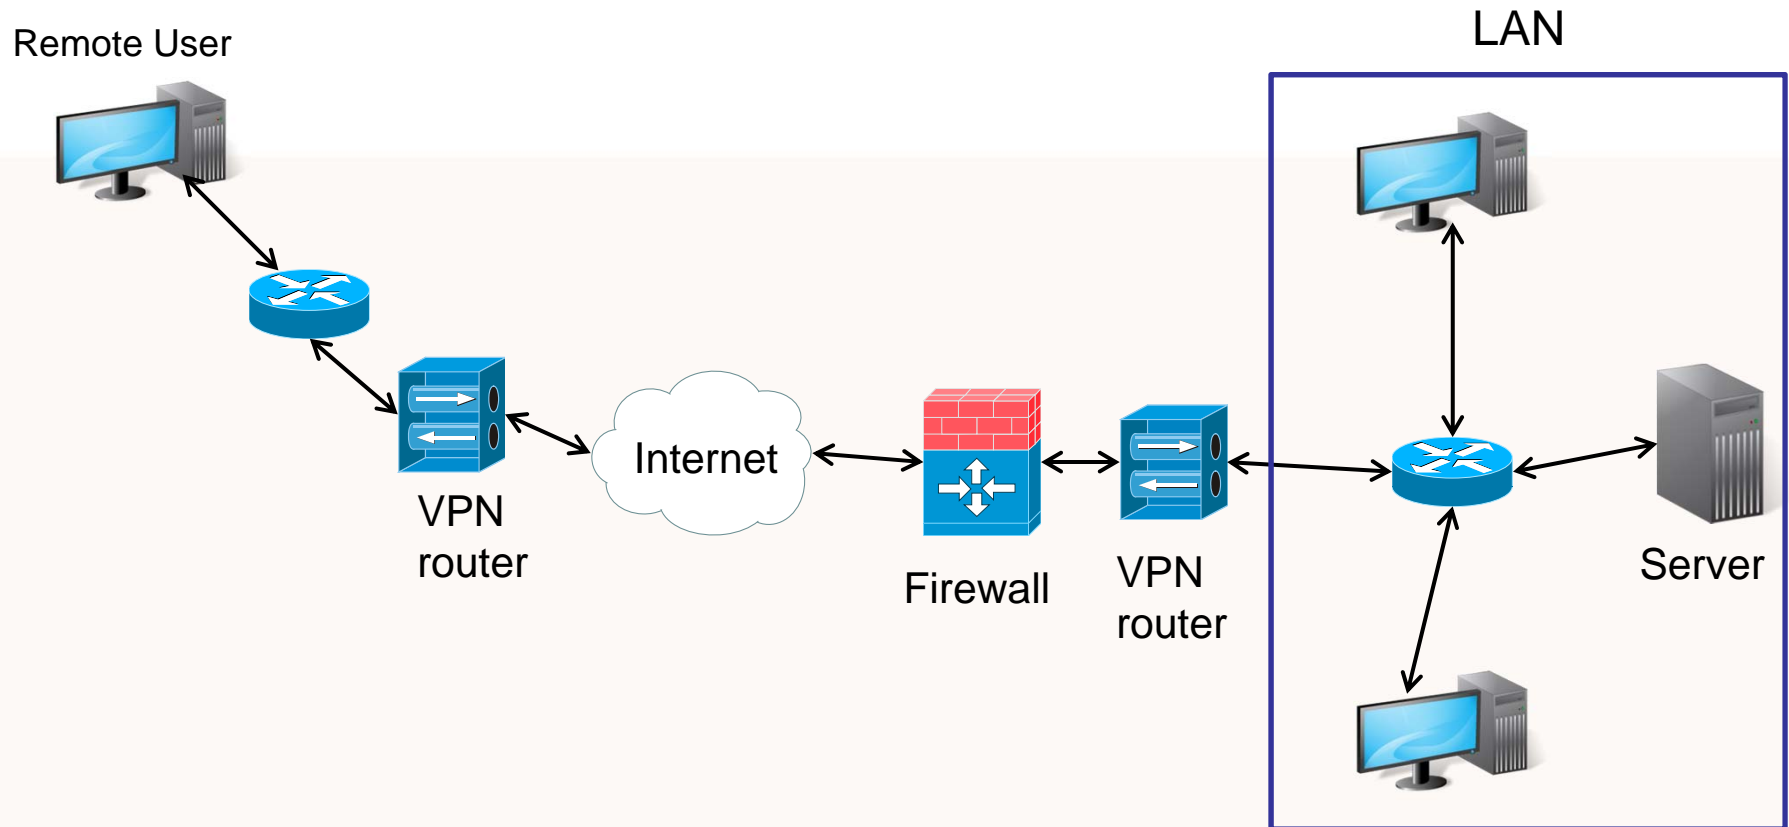 LAN
Remote User
Internet
VPN
router
Firewall
VPN
router
Server